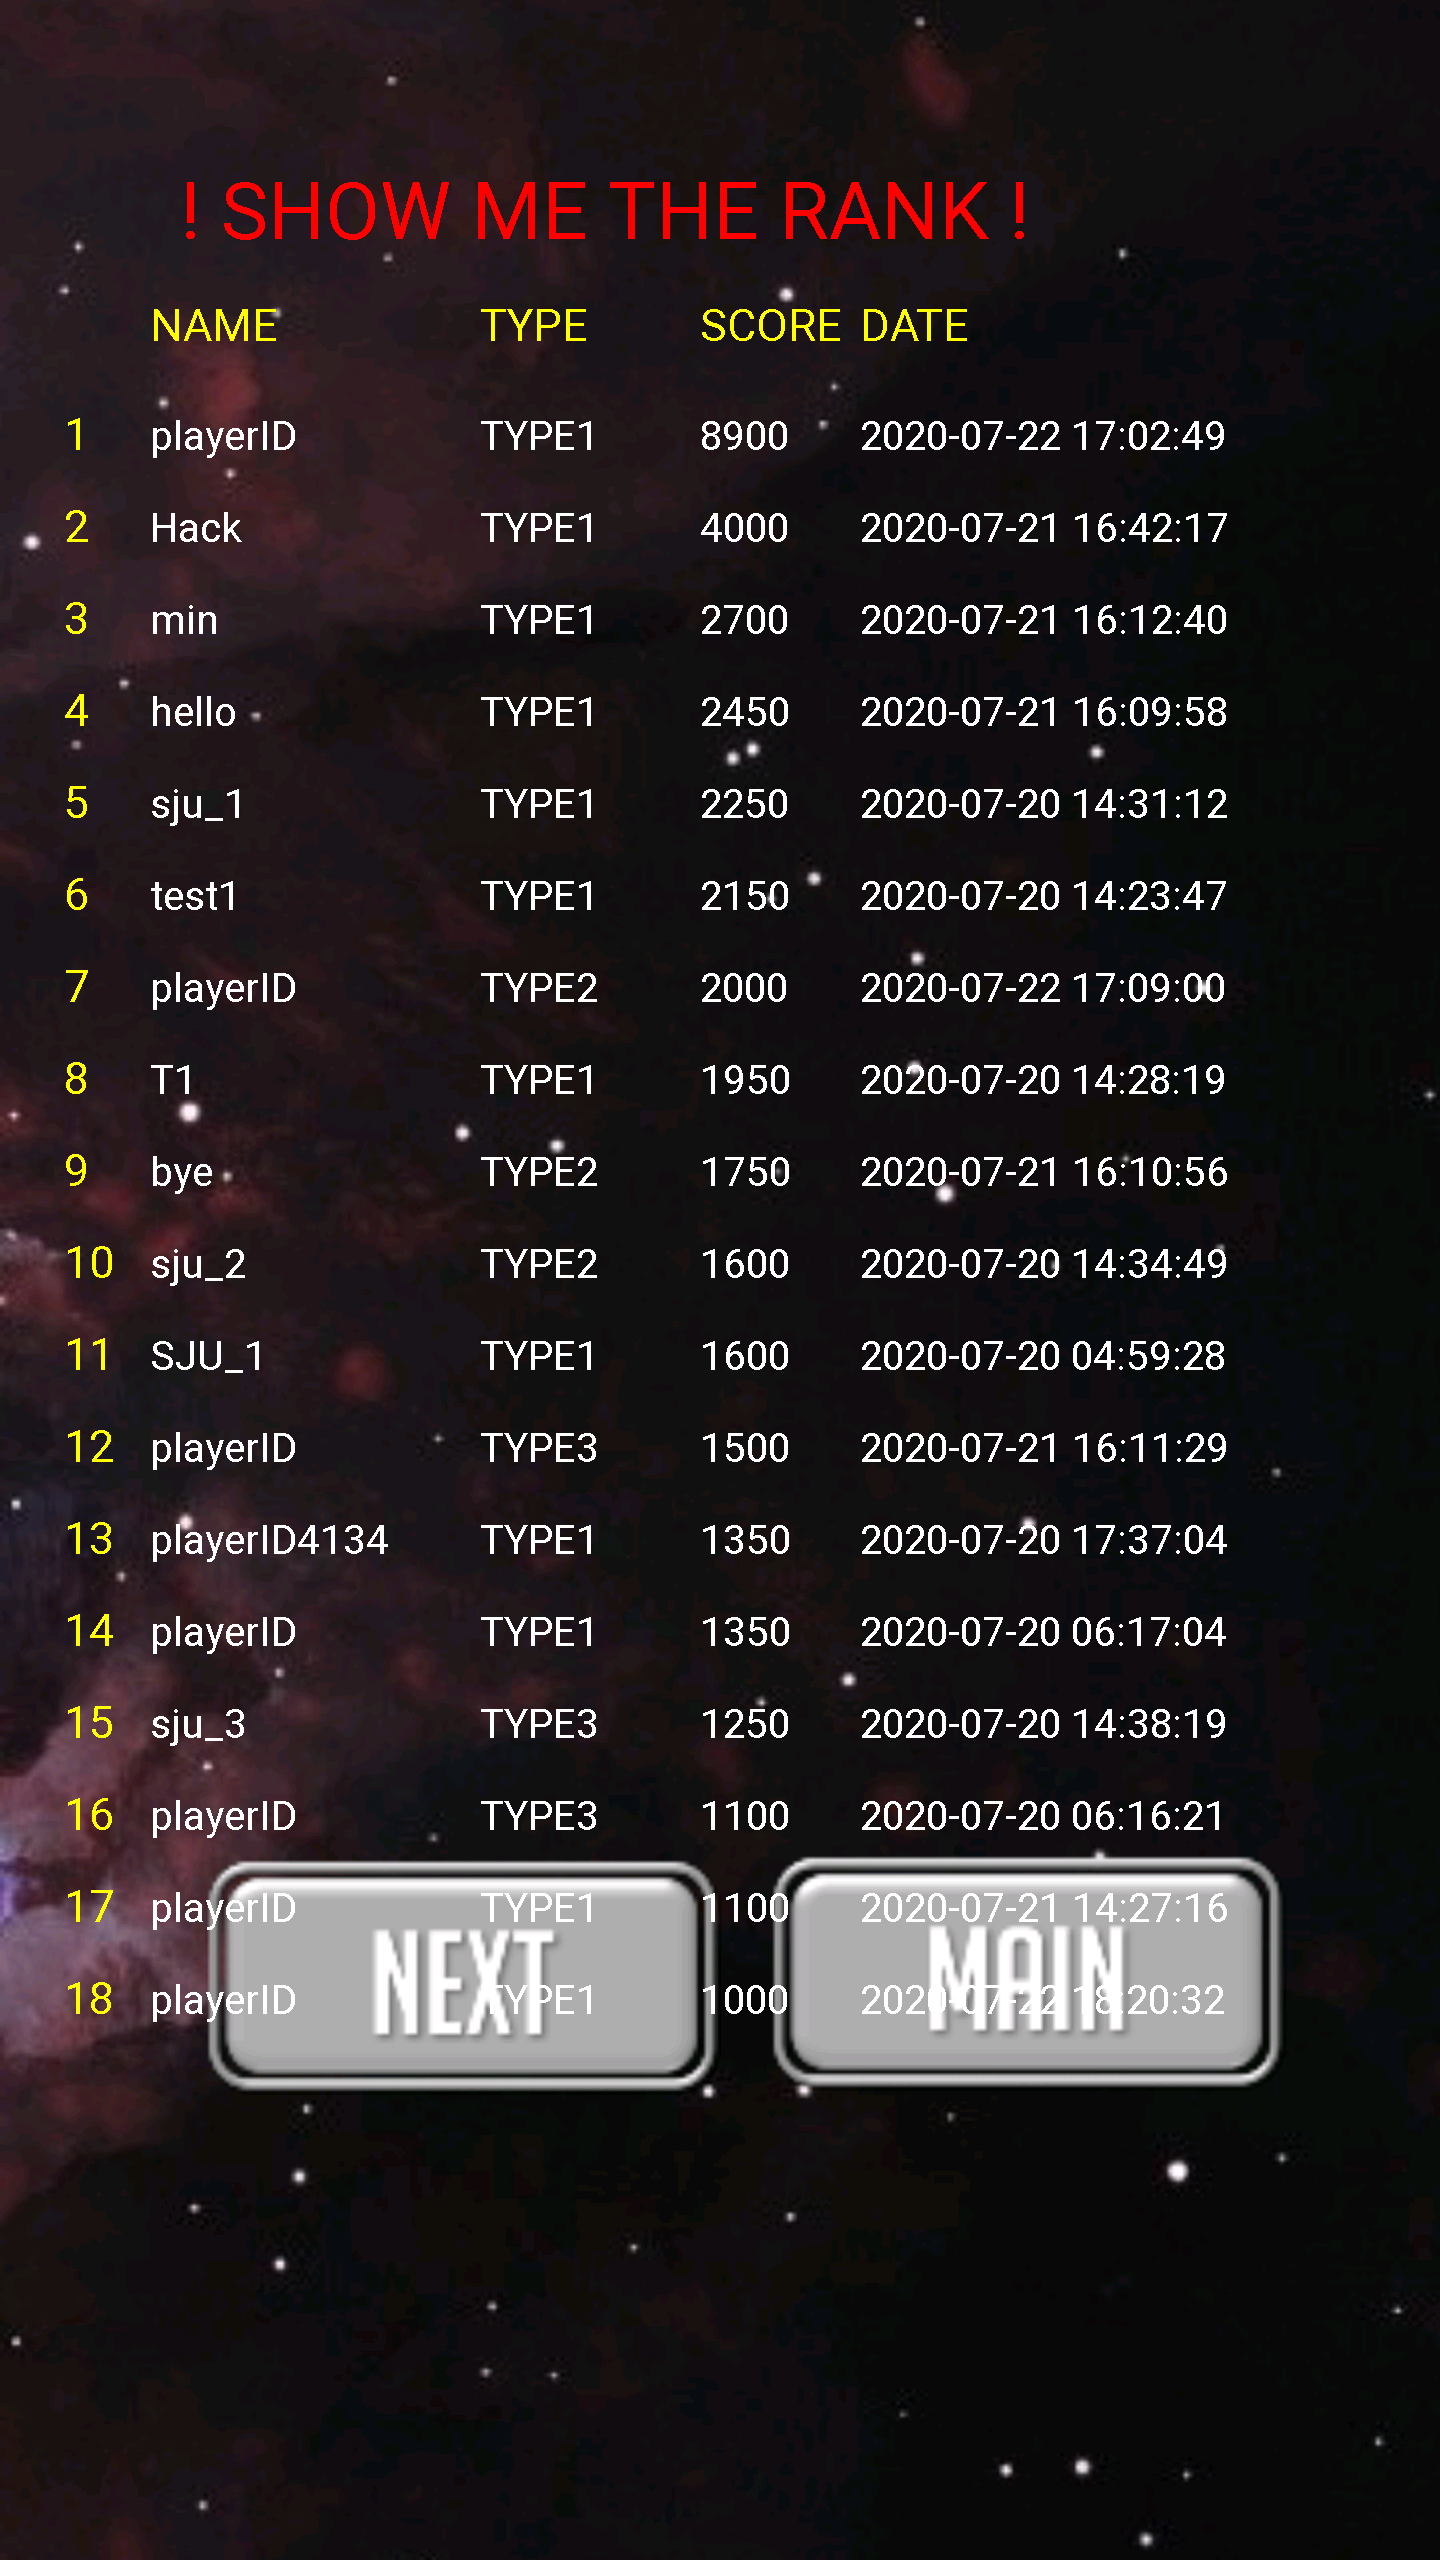 ! SHOW ME THE RANK !
NAME TYPE SCORE DATE
1 playerID TYPE1 8900 2020-07-22 17:02:49
2 Hack TYPE1 4000 2020-07-21 16:42:17
3 min TYPE1 2700 2020-07-21 16:12:40
4 hello TYPE1 2450 2020-07-21 16:09:58
5 sju_1 TYPE1 2250 2020-07-20 14:31:12
6 test1 TYPE1 2150 2020-07-20 14:23:47
7 playerID TYPE2 2000 2020-07-22 17:09:00
8 T1 TYPE1 1950 2020-07-20 14:28:19
9 bye TYPE2 1750 2020-07-21 16:10:56
10 sju_2 TYPE2 1600 2020-07-20 14:34:49
11 SJU_1 TYPE1 1600 2020-07-20 04:59:28
12 playerID TYPE3 1500 2020-07-21 16:11:29
13 playerID4134 TYPE1 1350 2020-07-20 17:37:04
14 playerID TYPE1 1350 2020-07-20 06:17:04
15 sju_3 TYPE3 1250 2020-07-20 14:38:19
16 playerID TYPE3 1100 2020-07-20 06:16:21
17 playerID TYPE1 1100 2020-07-21 14:27:16
NEXT MAIN
18 playerID TYPE1 1000 2020-07-22 18:20:32